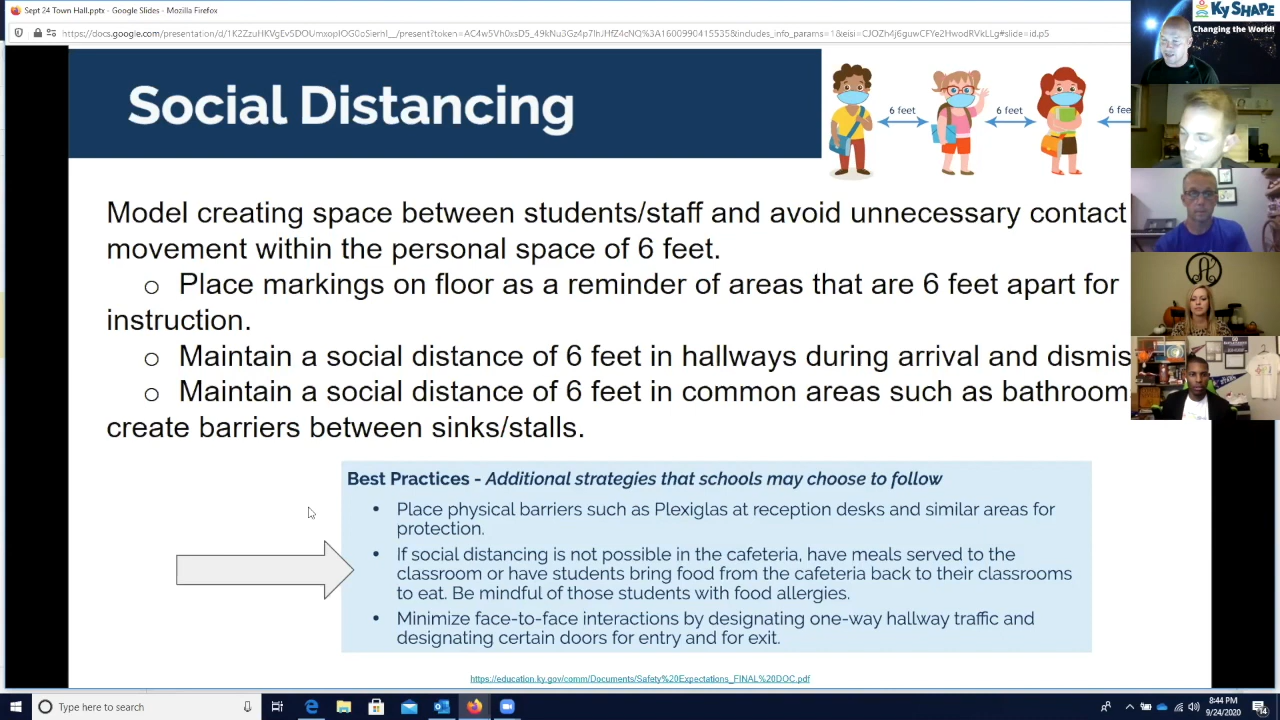 Sept 24 Town Hall.pptx - Google Slides - Mozilla Firefox
Ky SHAPE
Changing the World!
Social Distancing
6 feet
6 feet
6 fee
Model creating space between students/staff and avoid unnecessary contact
movement within the personal space of 6 feet.
o Place markings on floor as a reminder of areas that are 6 feet apart for
instruction.
o Maintain a social distance of 6 feet in hallways during arrival and dismis
o Maintain a social distance of 6 feet in common areas such as bathroom
create barriers between sinks/stalls.
Best Practices - Additional strategies that schools may choose to follow
• Place physical barriers such as Plexiglas at reception desks and similar areas for
protection.
• If social distancing is not possible in the cafeteria, have meals served to the
classroom or have students bring food from the cafeteria back to their classrooms
to eat. Be mindful of those students with food allergies.
• Minimize face-to-face interactions by designating one-way hallway traffic and
designating certain doors for entry and for exit.
https://education.ky.gov/comm/Documents/Safety%20Expectations_FINAL%20DOC.pdf
Type here to search
8:44 PM
9/24/2020
14